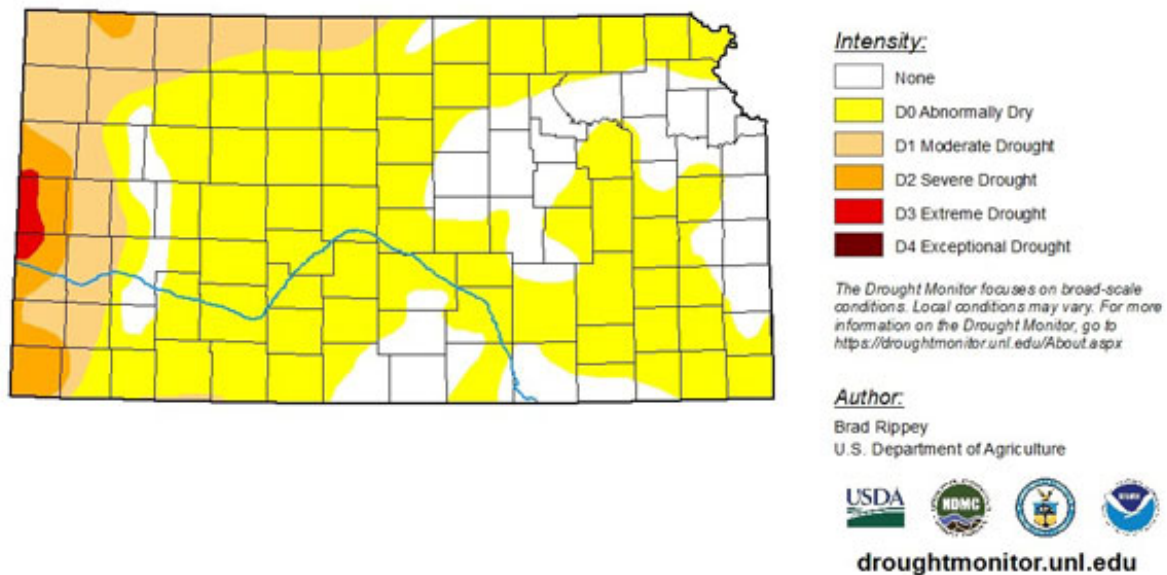 Intensity:
None
D0 Abnormally Dry
D1 Moderate Drought
D2 Severe Drought
D3 Extreme Drought
D4 Exceptional Drought
The Drought Monitor focuses on broad-scale
conditions. Local conditions may vary. For more
information on the Drought Monitor, go to
https://droughtmonitor.unl.edu/About.aspx
Author:
Brad Rippey
U.S. Department of Agriculture
USDA
NDMC
droughtmonitor.unl.edu